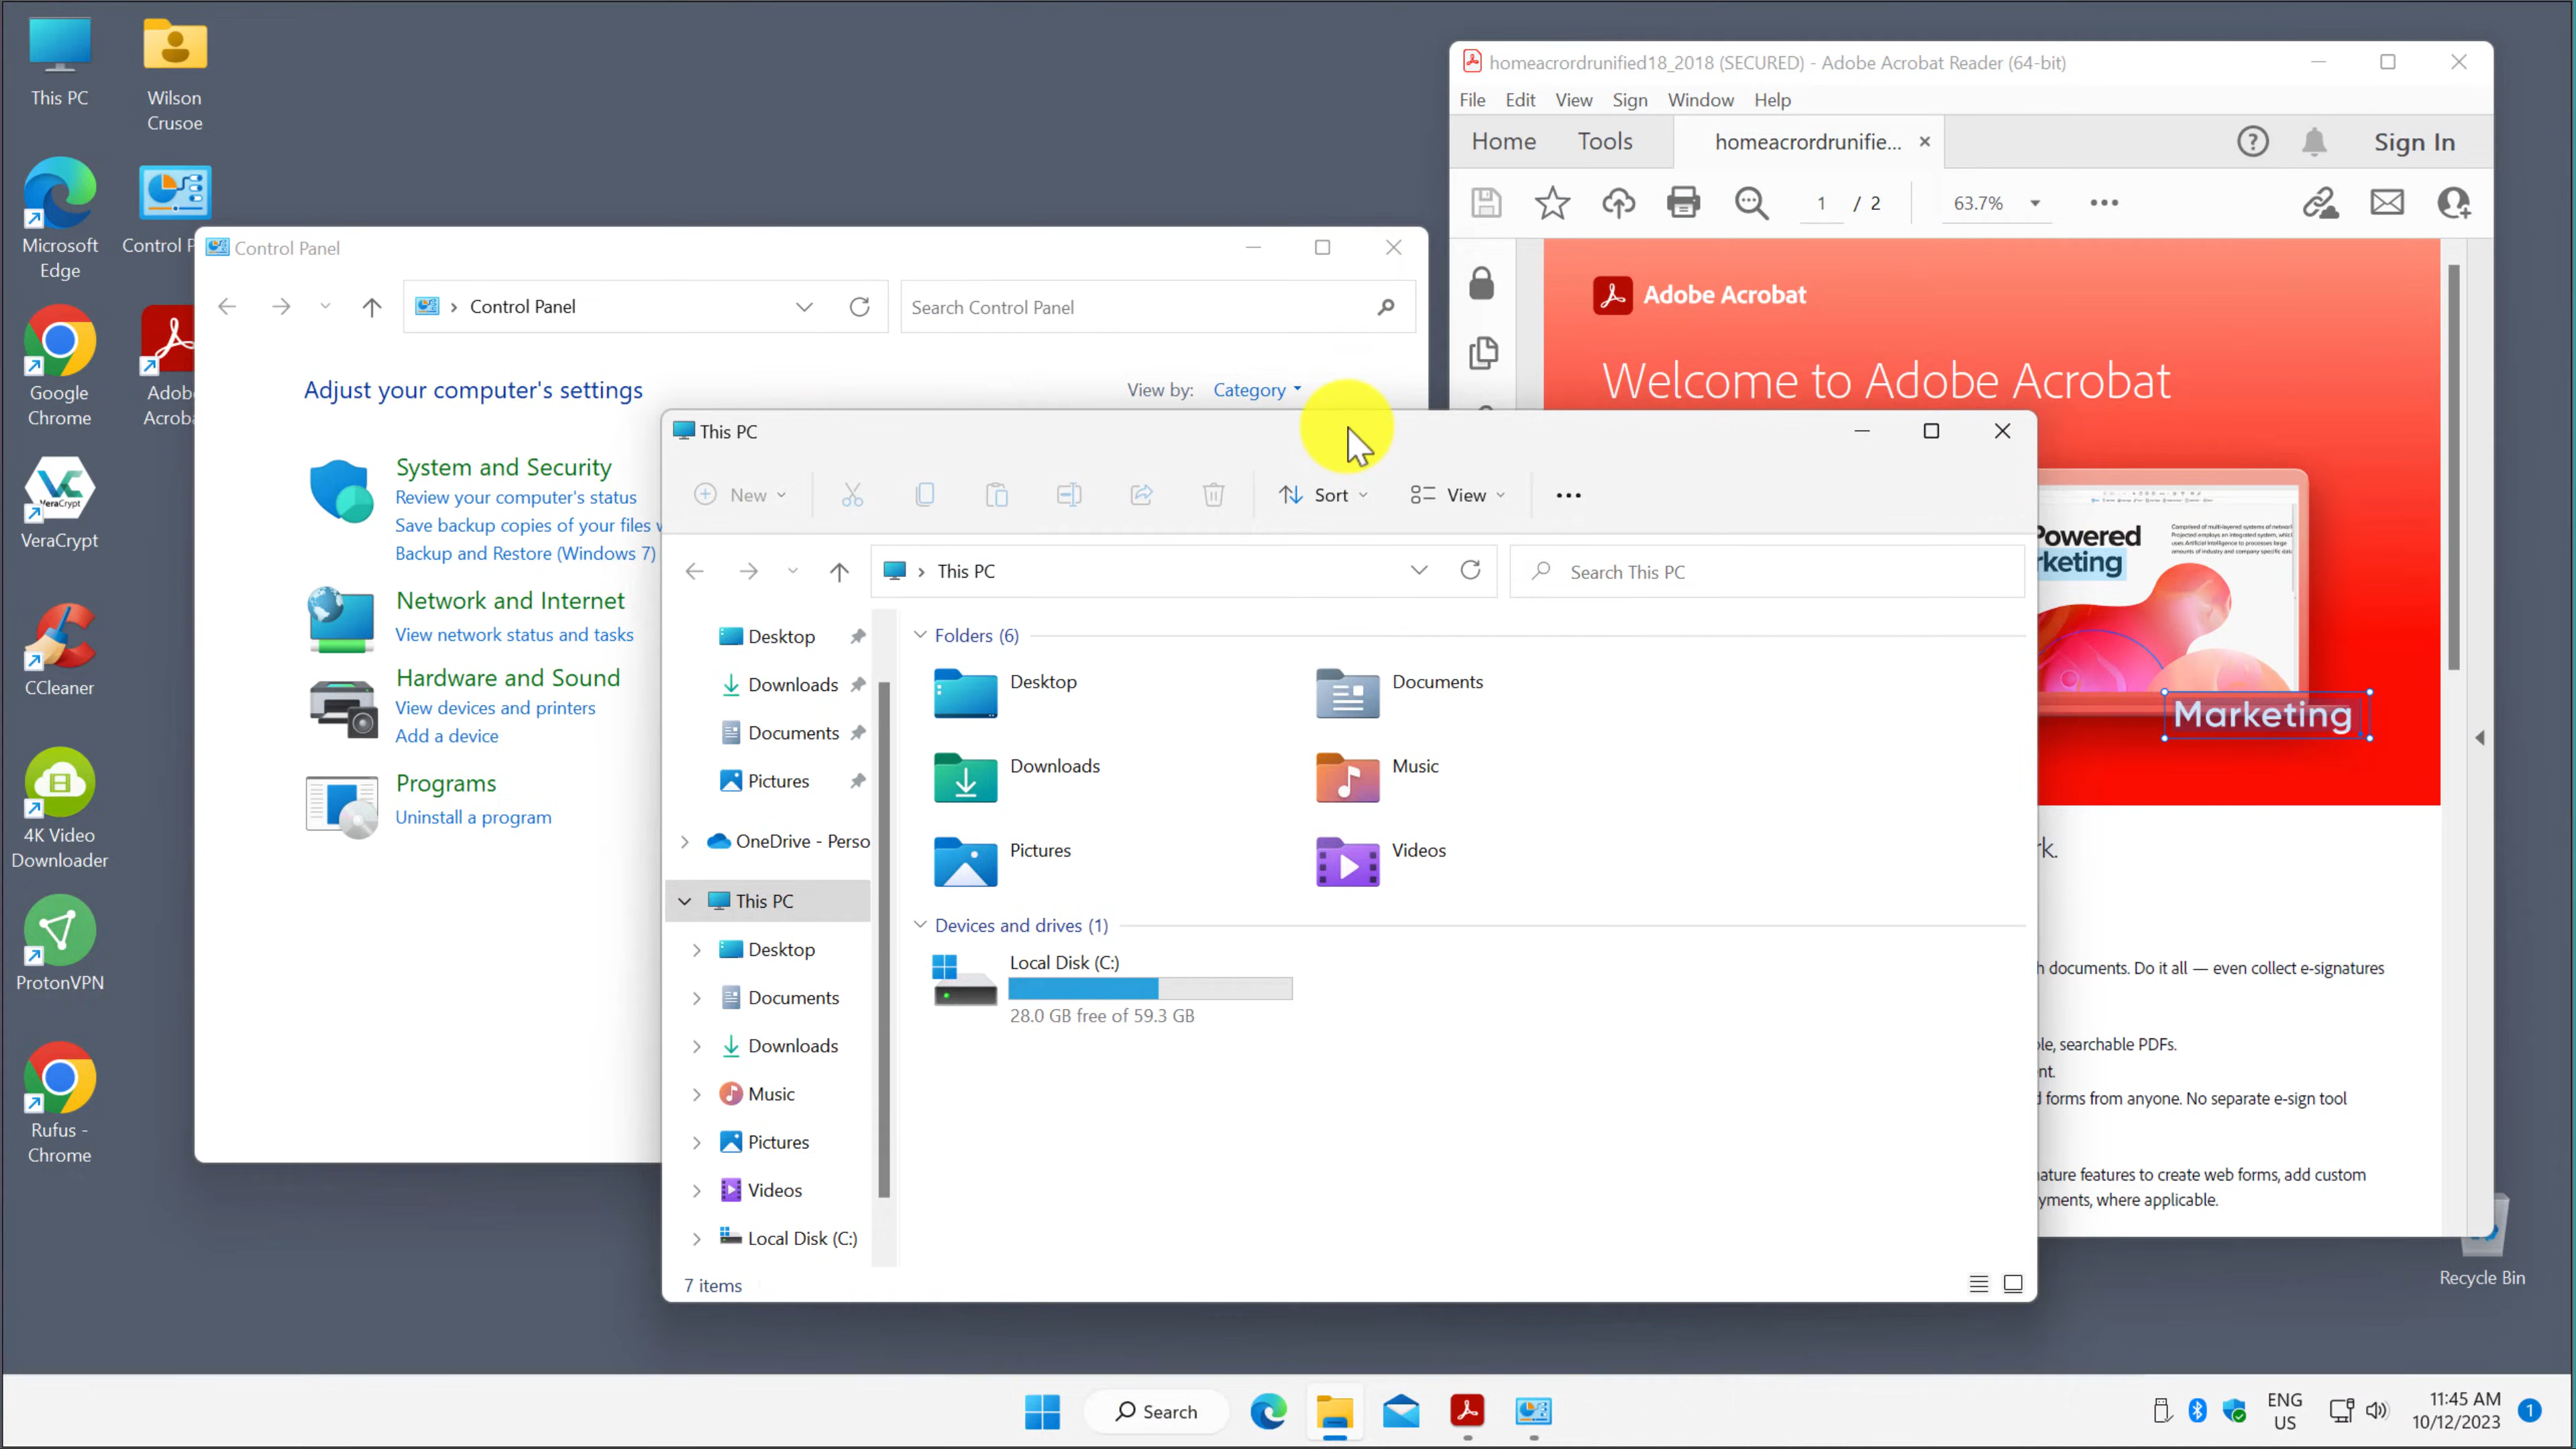 This PC
Wilson
Crusoe
Microsoft
Edge
Control P
Google
Chrome
Adob
Acroba
VeraCrypt
VeraCrypt
CCleaner
4K Video
Downloader
ProtonVPN
Rufus -
Chrome
Recycle Bin
Control Panel
Control Panel
Search Control Panel
Adjust your computer's settings
View by: Category
System and Security
Review your computer's status
Save backup copies of your files w
Backup and Restore (Windows 7)
Network and Internet
View network status and tasks
Hardware and Sound
View devices and printers
Add a device
Programs
Uninstall a program
homeacrordrunified18_2018 (SECURED) - Adobe Acrobat Reader (64-bit)
File Edit View Sign Window Help
Home Tools homeacrordrunifie... Sign In
1 / 2 63.7%
Adobe Acrobat
Welcome to Adobe Acrobat
Powered
rketing
Marketing
rk.
documents. Do it all — even collect e-signatures
le, searchable PDFs.
nt.
forms from anyone. No separate e-sign tool
ature features to create web forms, add custom
yments, where applicable.
This PC
New Sort View
This PC
Search This PC
Desktop
Downloads
Documents
Pictures
OneDrive - Perso
This PC
Desktop
Documents
Downloads
Music
Pictures
Videos
Local Disk (C:)
Folders (6)
Desktop
Documents
Downloads
Music
Pictures
Videos
Devices and drives (1)
Local Disk (C:)
28.0 GB free of 59.3 GB
7 items
Search
ENG
US
11:45 AM
10/12/2023
1